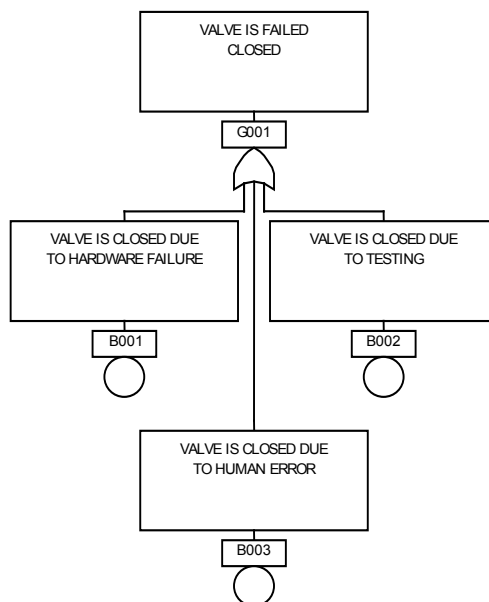 VALVE IS FAILED
CLOSED
G001
VALVE IS CLOSED DUE
TO HARDWARE FAILURE
B001
VALVE IS CLOSED DUE
TO TESTING
B002
VALVE IS CLOSED DUE
TO HUMAN ERROR
B003